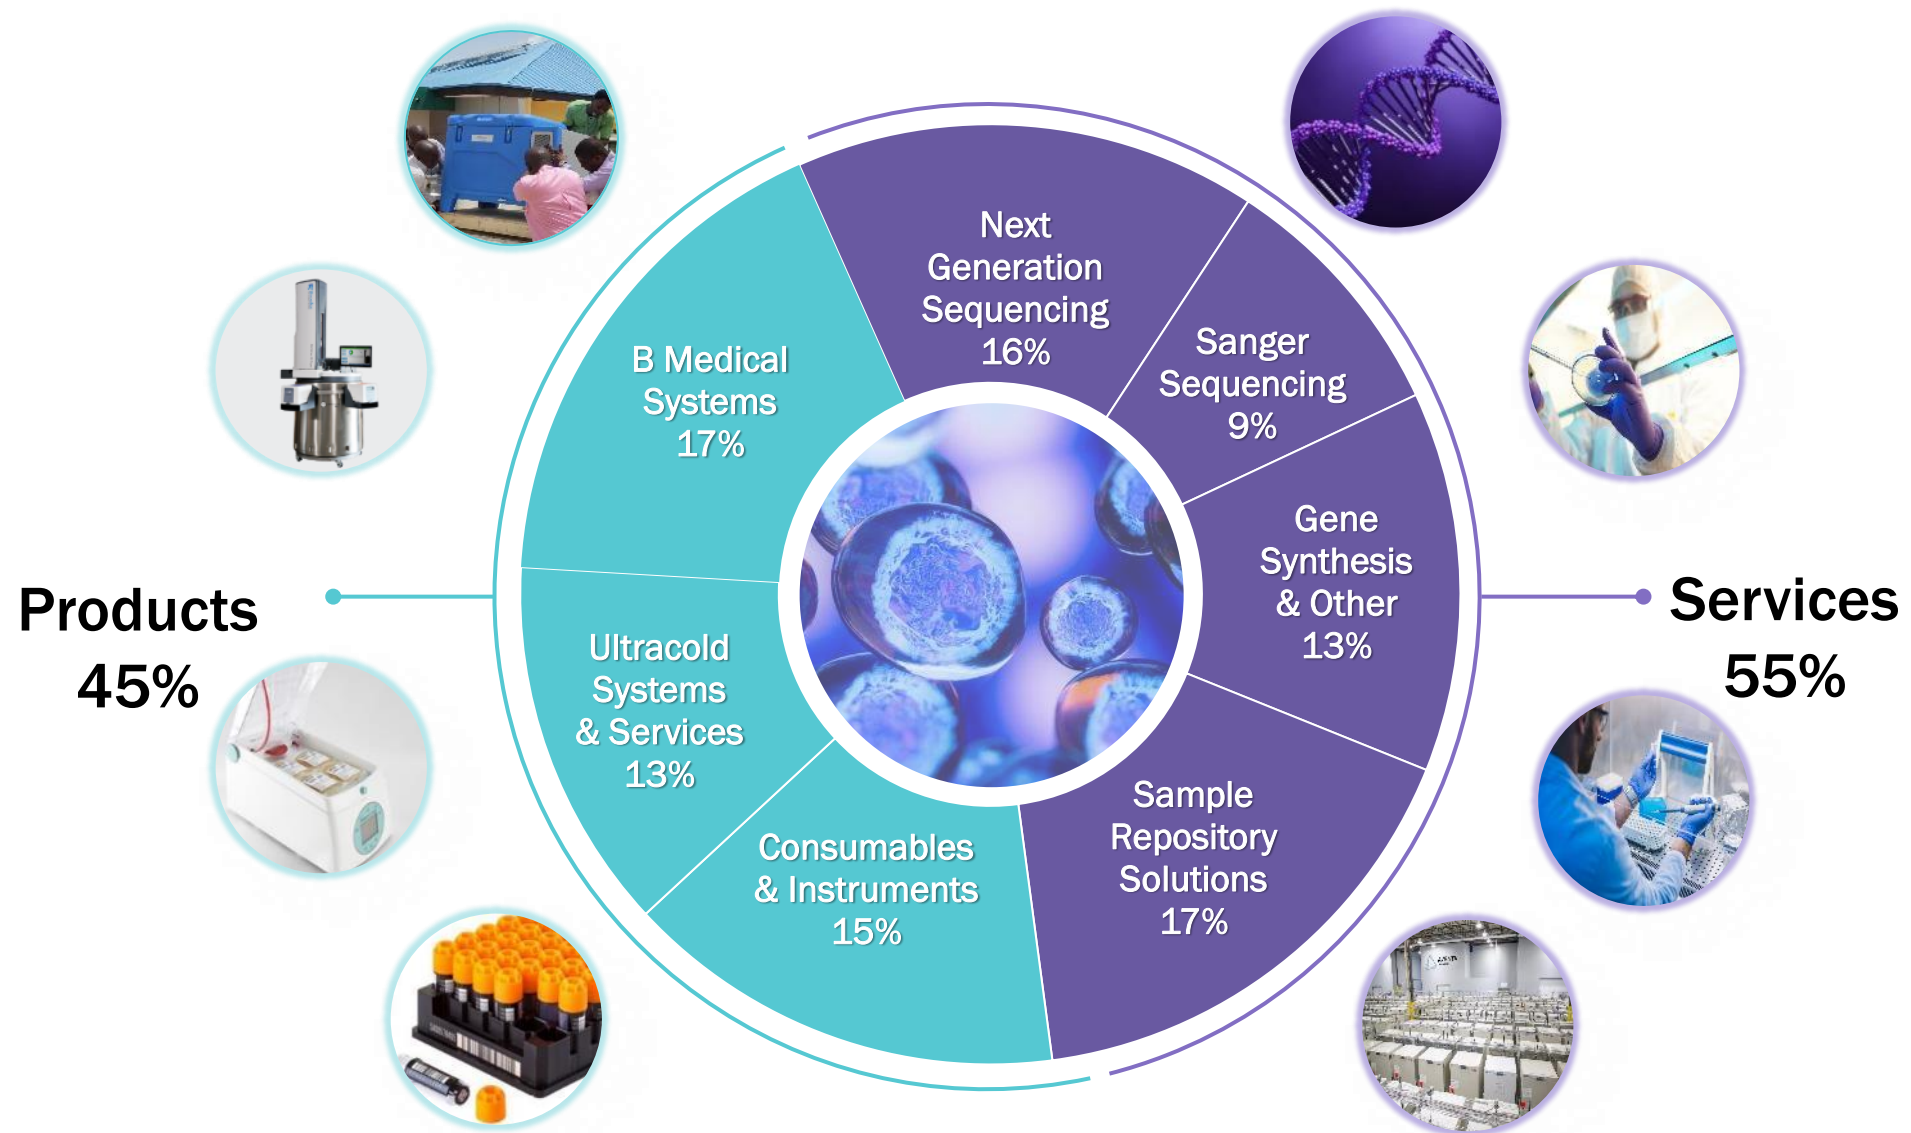 Next
Generation
Sequencing
16%
Sanger
Sequencing
9%
Gene
Synthesis
& Other
13%
Sample
Repository
Solutions
17%
Consumables
& Instruments
15%
Ultracold
Systems
& Services
13%
B Medical
Systems
17%
Products
45%
Services
55%